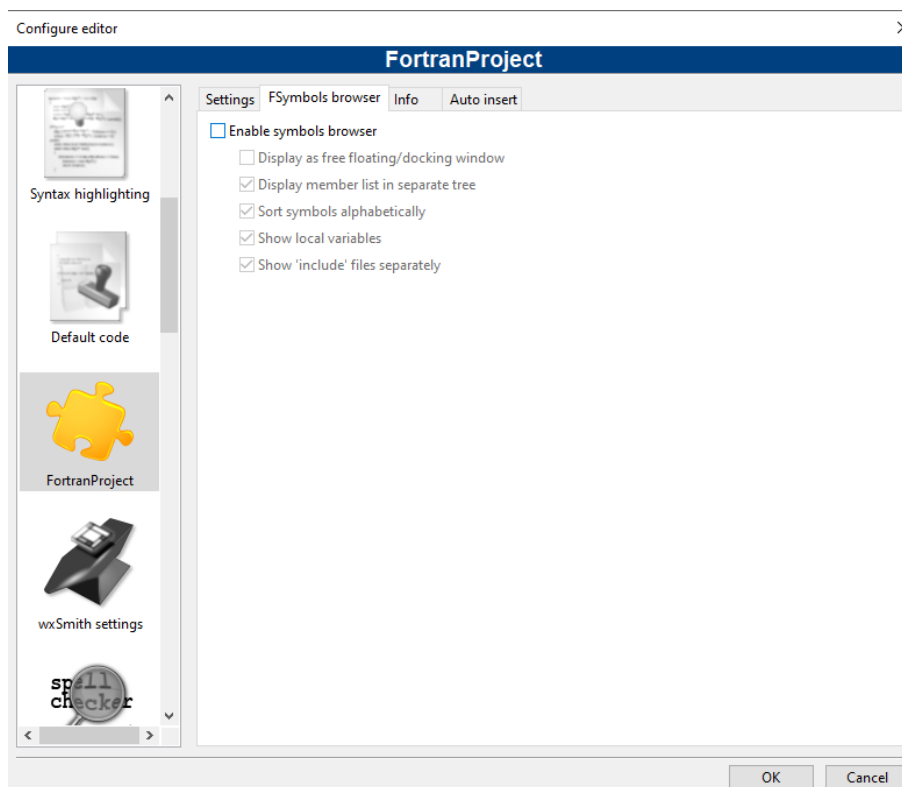 Configure editor
FortranProject
Syntax highlighting
Default code
FortranProject
wxSmith settings
spell
checker
Settings
FSymbols browser
Info
Auto insert
Enable symbols browser
Display as free floating/docking window
Display member list in separate tree
Sort symbols alphabetically
Show local variables
Show 'include' files separately
OK
Cancel